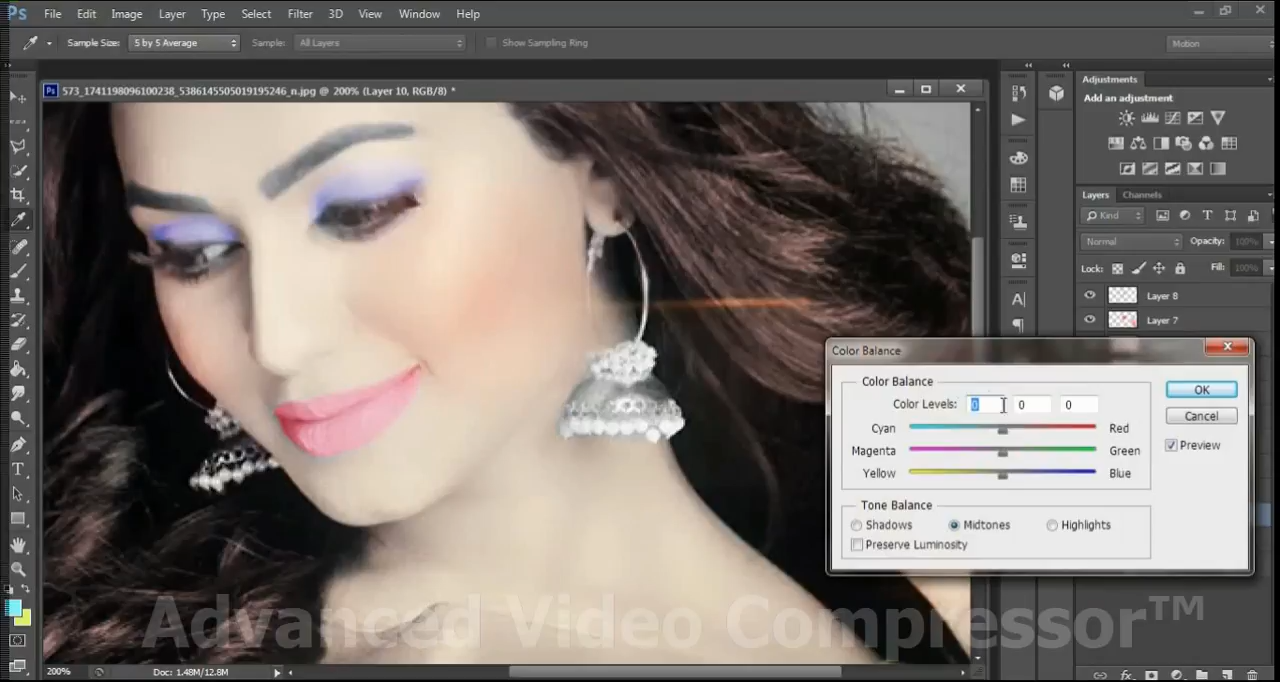 Ps File Edit Image Layer Type Select Filter 3D View Window Help
Sample Size: 5 by 5 Average Sample: All Layers Show Sampling Ring Motion
Ps 573_1741198096100238_5386145505019195246_n.jpg @ 200% (Layer 10, RGB/8) *
Adjustments
Add an adjustment
Layers Channels
Kind
Normal Opacity: 100%
Lock: Fill: 100%
Layer 8
Layer 7
Color Balance
Color Balance
Color Levels: 0 0 0
Cyan Red
Magenta Green
Yellow Blue
OK
Cancel
Preview
Tone Balance
Shadows Midtones Highlights
Preserve Luminosity
Advanced Video Compressor™
200% Doc: 1.48M/12.8M